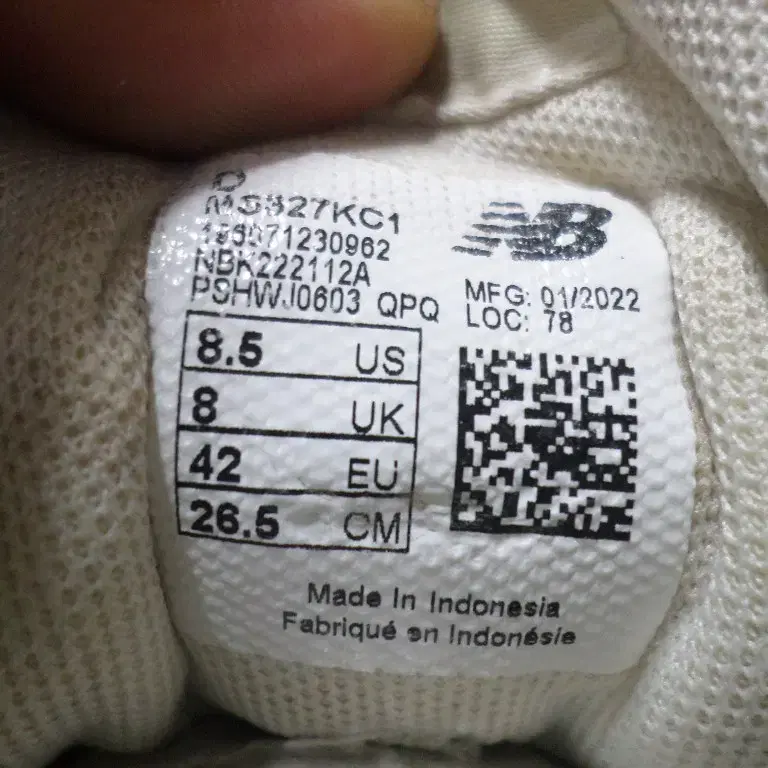 D
MS327KC1
195071230962
NBK222112A
PSHWJ0603 QPQ
NB
MFG: 01/2022
LOC: 78
8.5 US
8 UK
42 EU
26.5 CM
Made In Indonesia
Fabriqué en Indonésie